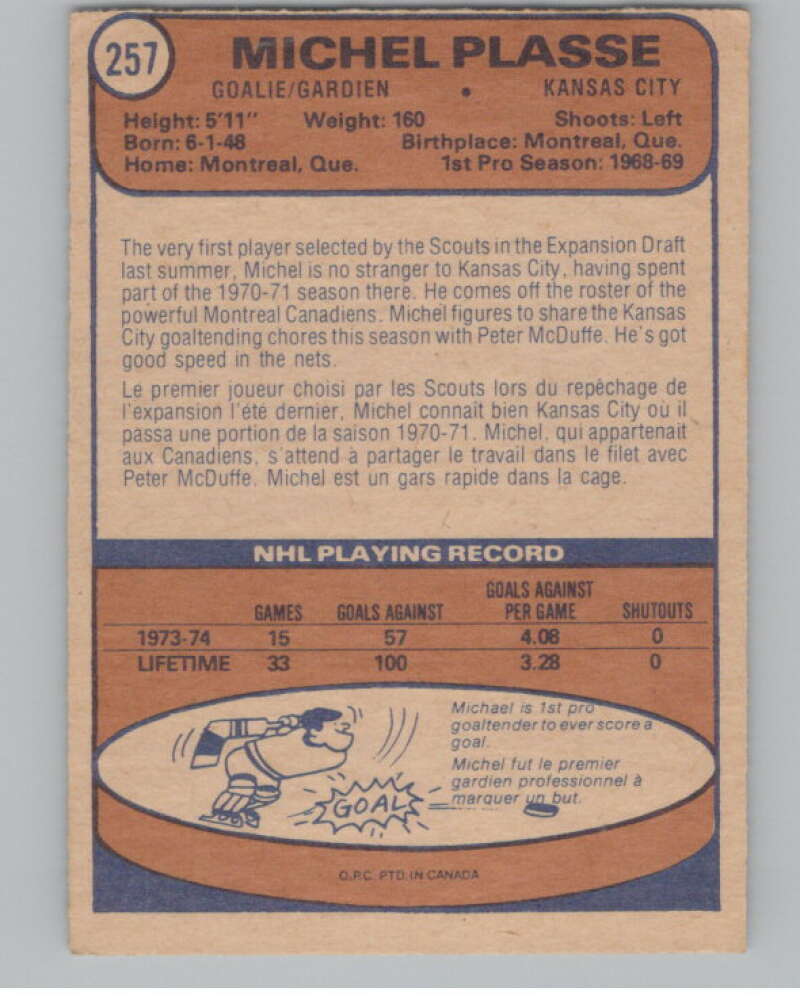 257
MICHEL PLASSE
GOALIE/GARDIEN • KANSAS CITY
Height: 5'11" Weight: 160 Shoots: Left
Born: 6-1-48 Birthplace: Montreal, Que.
Home: Montreal, Que. 1st Pro Season: 1968-69
The very first player selected by the Scouts in the Expansion Draft
last summer, Michel is no stranger to Kansas City, having spent
part of the 1970-71 season there. He comes off the roster of the
powerful Montreal Canadiens. Michel figures to share the Kansas
City goaltending chores this season with Peter McDuffe. He's got
good speed in the nets.
Le premier joueur choisi par les Scouts lors du repêchage de
l'expansion l'été dernier, Michel connaît bien Kansas City où il
passa une portion de la saison 1970-71. Michel, qui appartenait
aux Canadiens, s'attend à partager le travail dans le filet avec
Peter McDuffe. Michel est un gars rapide dans la cage.
NHL PLAYING RECORD
GAMES GOALS AGAINST GOALS AGAINST PER GAME SHUTOUTS
1973-74 15 57 4.08 0
LIFETIME 33 100 3.28 0
Michael is 1st pro
goaltender to ever score a
goal.
Michel fut le premier
gardien professionnel à
marquer un but.
GOAL
O.P.C. PTD. IN CANADA